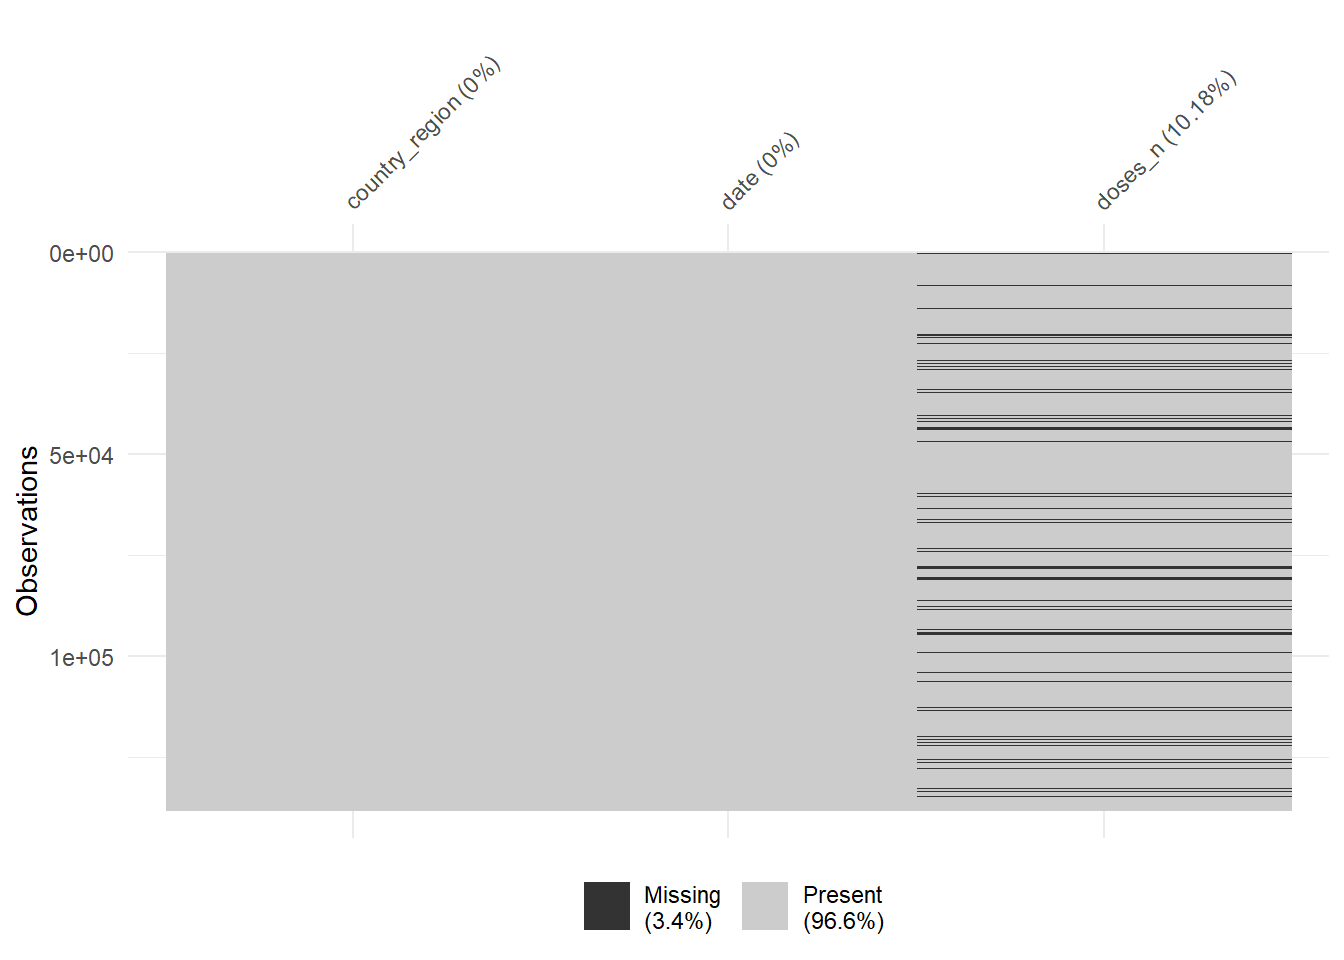 country_region (0%)
date (0%)
doses_n (10.18%)
0e+00
5e+04
1e+05
Observations
Missing
(3.4%)
Present
(96.6%)